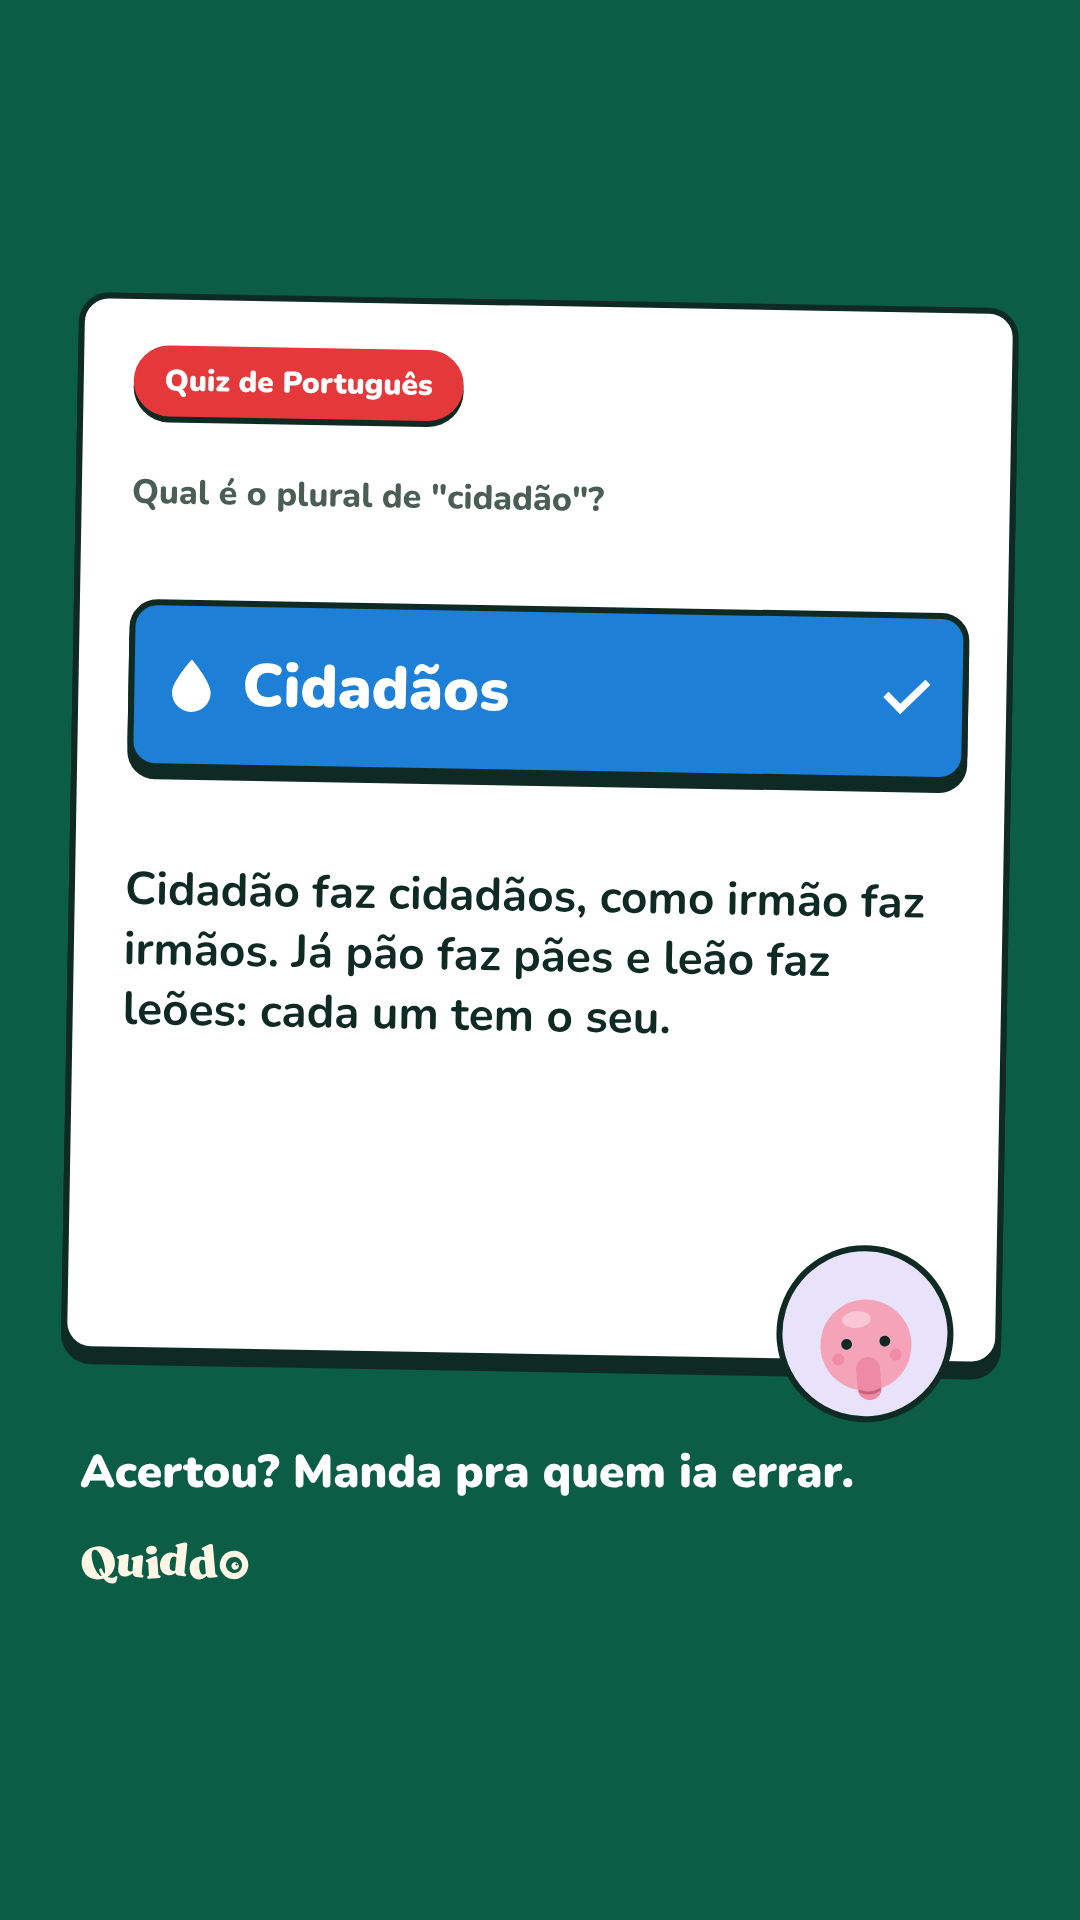 Quiz de Português
Qual é o plural de "cidadão"?
Cidadãos
Cidadão faz cidadãos, como irmão faz
irmãos. Já pão faz pães e leão faz
leões: cada um tem o seu.
Acertou? Manda pra quem ia errar.
Quiddo